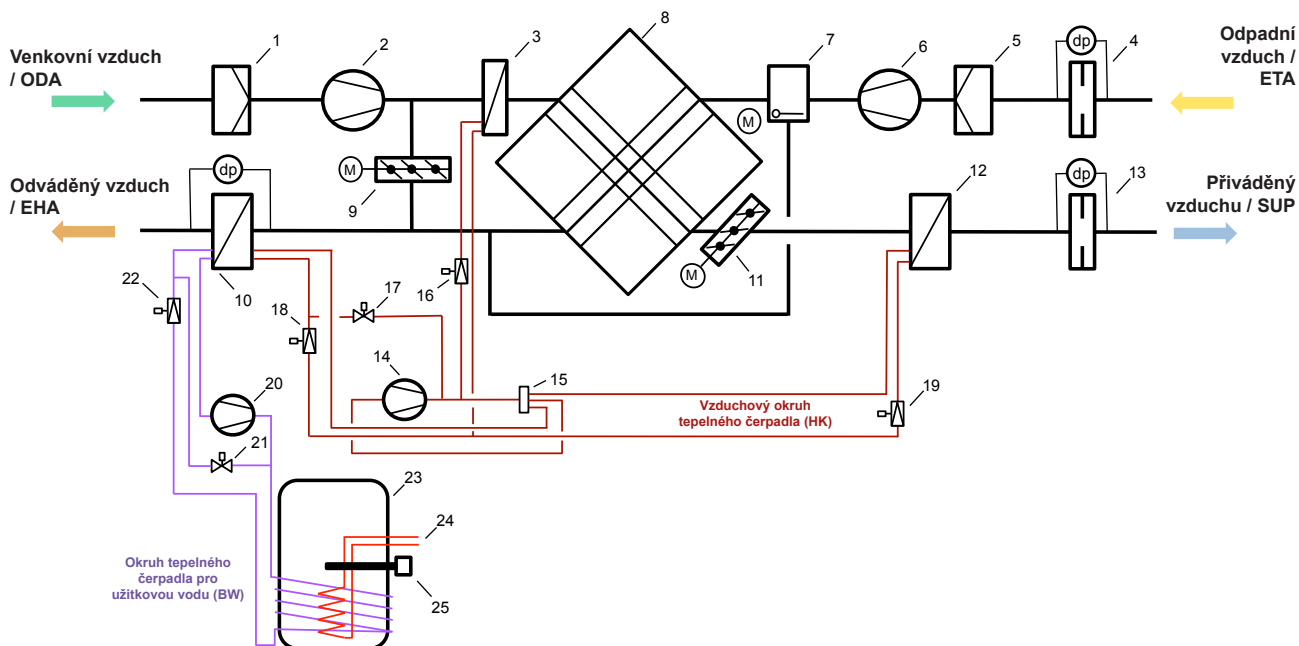 1
2
3
8
7
6
5
dp
4
Venkovní vzduch
/ ODA
Odpadní
vzduch /
ETA
M
M
9
dp
Odváděný vzduch
/ EHA
12
dp
13
Přiváděný
vzduchu / SUP
M
11
10
22
16
17
18
14
15
19
Vzduchový okruh
tepelného čerpadla (HK)
20
21
23
24
25
Okruh tepelného
čerpadla pro
užitkovou vodu (BW)